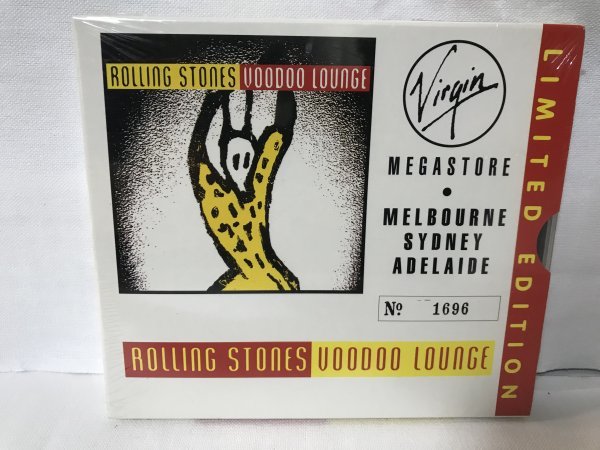 ROLLING STONES VOODOO LOUNGE
Virgin
MEGASTORE
•
MELBOURNE
SYDNEY
ADELAIDE
Nº 1696
ROLLING STONES VOODOO LOUNGE
LIMITED EDITION